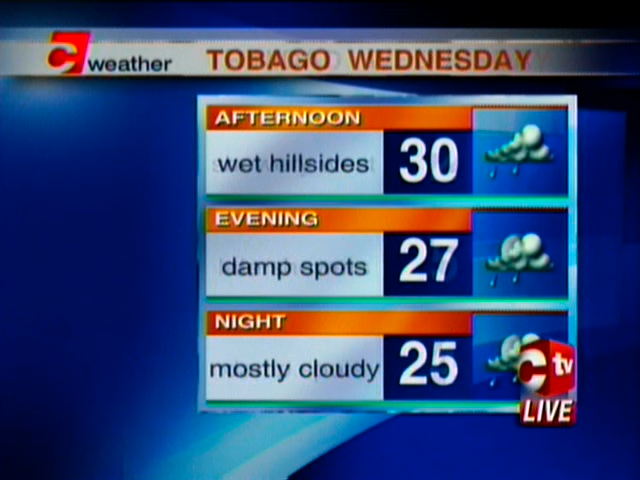 C weather TOBAGO WEDNESDAY
AFTERNOON
wet hillsides 30
EVENING
damp spots 27
NIGHT
mostly cloudy 25
C tv
LIVE